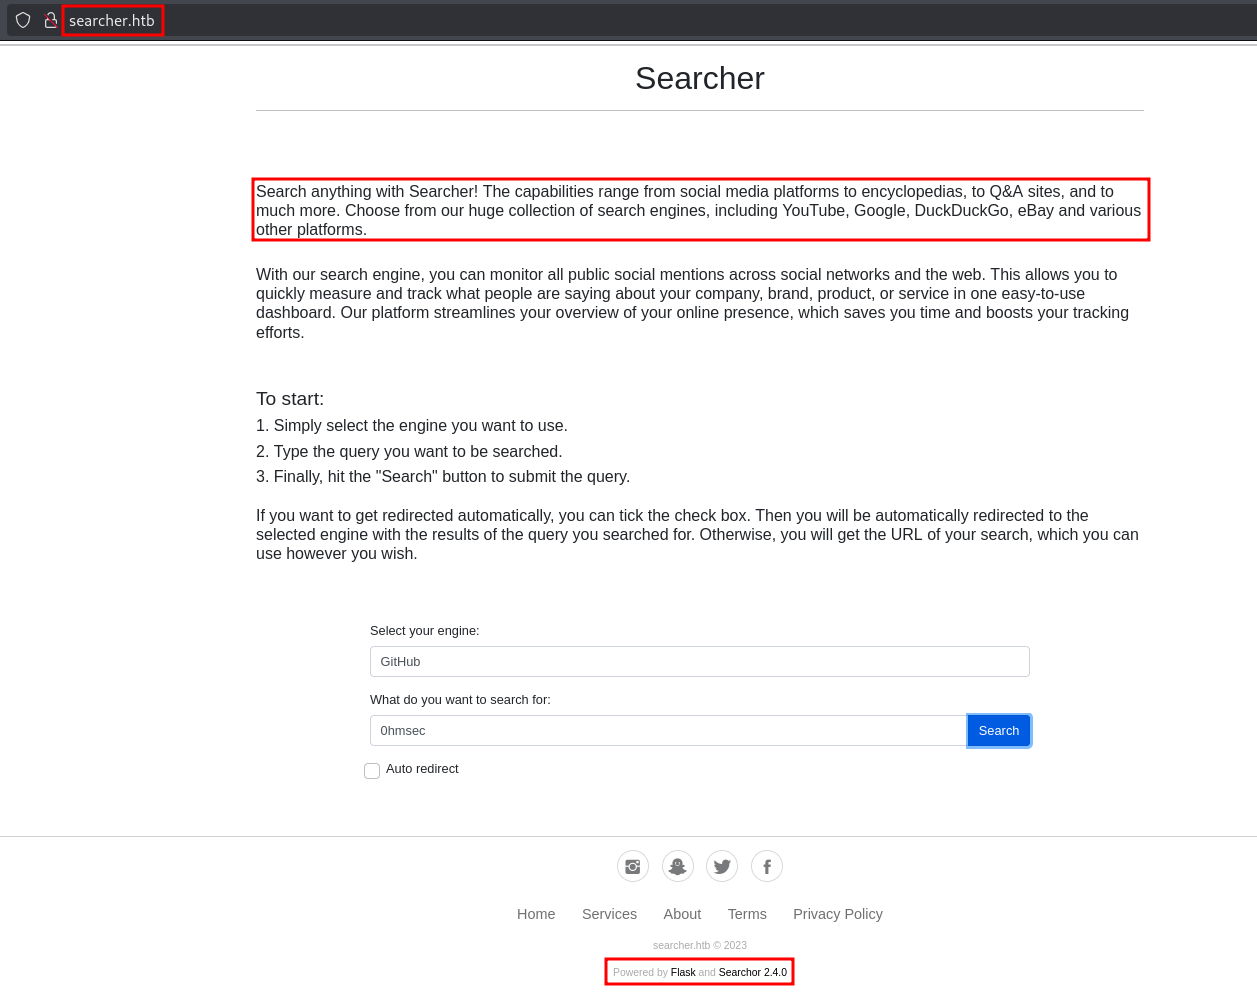 searcher.htb
Searcher
Search anything with Searcher! The capabilities range from social media platforms to encyclopedias, to Q&A sites, and to
much more. Choose from our huge collection of search engines, including YouTube, Google, DuckDuckGo, eBay and various
other platforms.
With our search engine, you can monitor all public social mentions across social networks and the web. This allows you to
quickly measure and track what people are saying about your company, brand, product, or service in one easy-to-use
dashboard. Our platform streamlines your overview of your online presence, which saves you time and boosts your tracking
efforts.
To start:
1. Simply select the engine you want to use.
2. Type the query you want to be searched.
3. Finally, hit the "Search" button to submit the query.
If you want to get redirected automatically, you can tick the check box. Then you will be automatically redirected to the
selected engine with the results of the query you searched for. Otherwise, you will get the URL of your search, which you can
use however you wish.
Select your engine:
GitHub
What do you want to search for:
0hmsec Search
Auto redirect
Home Services About Terms Privacy Policy
searcher.htb © 2023
Powered by Flask and Searchor 2.4.0